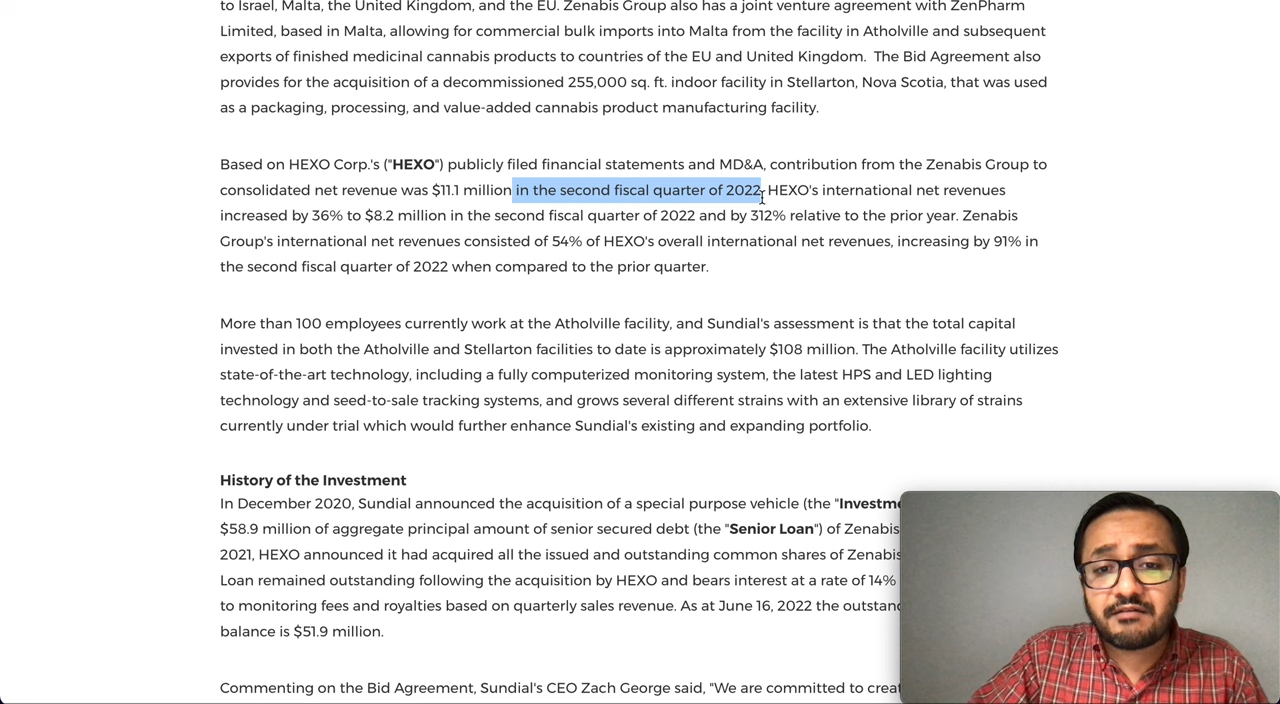 to Israel, Malta, the United Kingdom, and the EU. Zenabis Group also has a joint venture agreement with ZenPharm
Limited, based in Malta, allowing for commercial bulk imports into Malta from the facility in Atholville and subsequent
exports of finished medicinal cannabis products to countries of the EU and United Kingdom.  The Bid Agreement also
provides for the acquisition of a decommissioned 255,000 sq. ft. indoor facility in Stellarton, Nova Scotia, that was used
as a packaging, processing, and value-added cannabis product manufacturing facility.
Based on HEXO Corp.'s ("HEXO") publicly filed financial statements and MD&A, contribution from the Zenabis Group to
consolidated net revenue was $11.1 million in the second fiscal quarter of 2022. HEXO's international net revenues
increased by 36% to $8.2 million in the second fiscal quarter of 2022 and by 312% relative to the prior year. Zenabis
Group's international net revenues consisted of 54% of HEXO's overall international net revenues, increasing by 91% in
the second fiscal quarter of 2022 when compared to the prior quarter.
More than 100 employees currently work at the Atholville facility, and Sundial's assessment is that the total capital
invested in both the Atholville and Stellarton facilities to date is approximately $108 million. The Atholville facility utilizes
state-of-the-art technology, including a fully computerized monitoring system, the latest HPS and LED lighting
technology and seed-to-sale tracking systems, and grows several different strains with an extensive library of strains
currently under trial which would further enhance Sundial's existing and expanding portfolio.
History of the Investment
In December 2020, Sundial announced the acquisition of a special purpose vehicle (the "Investme
$58.9 million of aggregate principal amount of senior secured debt (the "Senior Loan") of Zenabis
2021, HEXO announced it had acquired all the issued and outstanding common shares of Zenabis
Loan remained outstanding following the acquisition by HEXO and bears interest at a rate of 14%
to monitoring fees and royalties based on quarterly sales revenue. As at June 16, 2022 the outstand
balance is $51.9 million.
Commenting on the Bid Agreement, Sundial's CEO Zach George said, "We are committed to creat